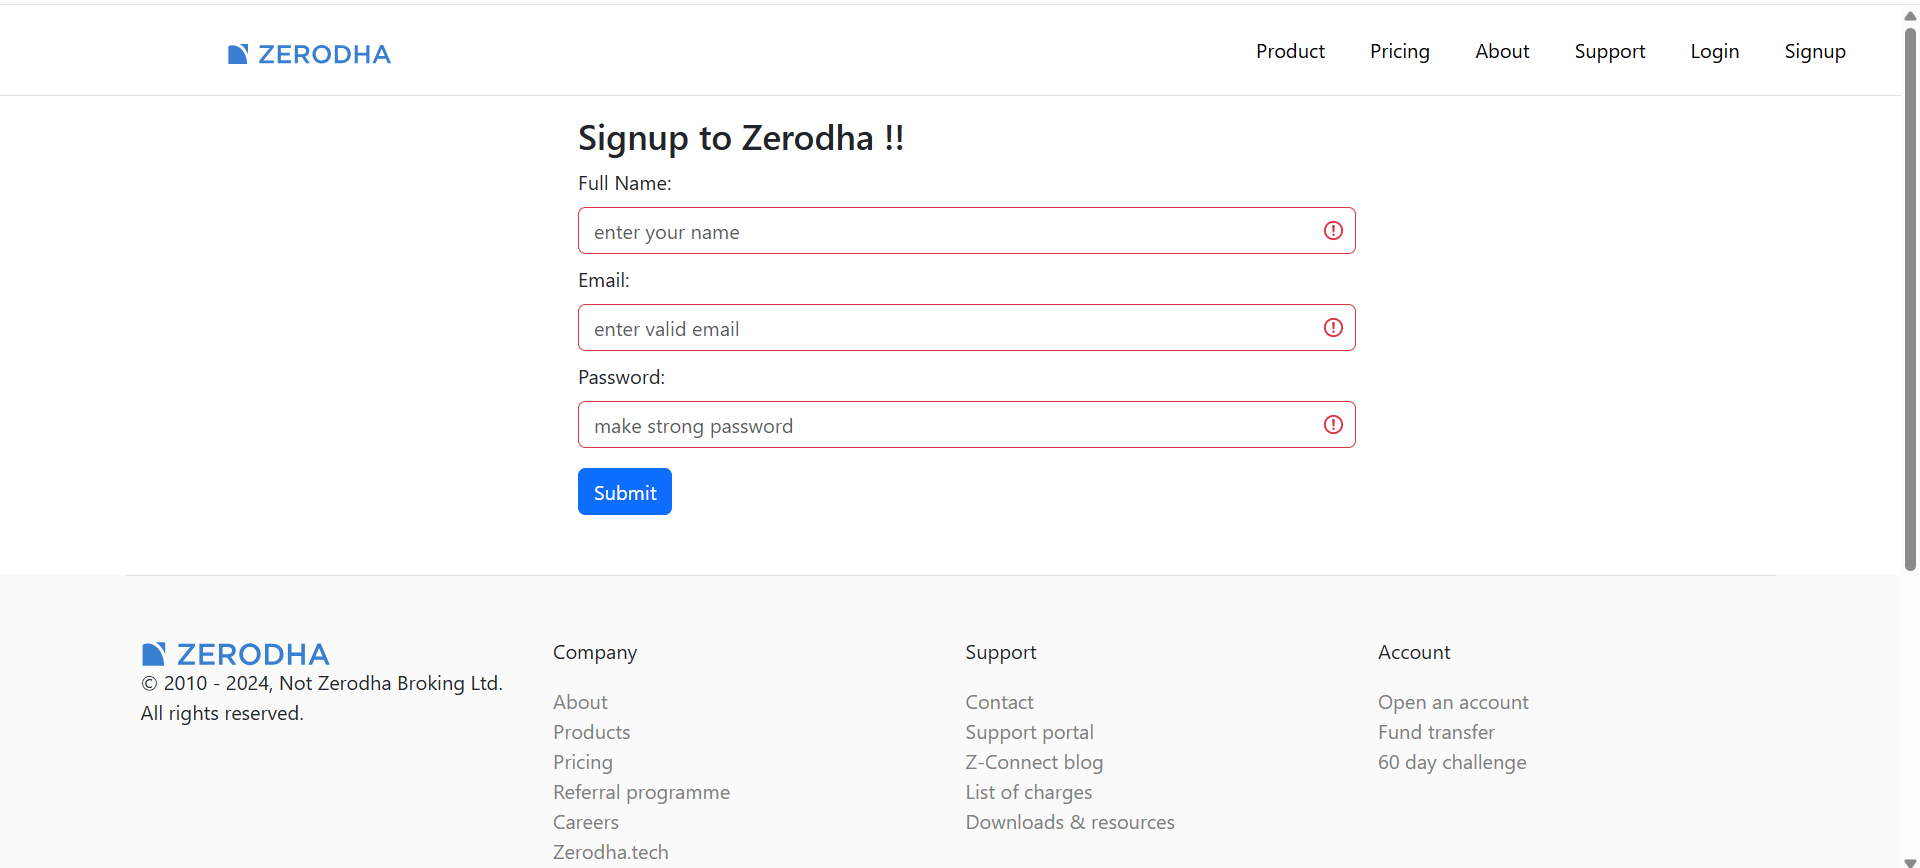 ZERODHA
Product Pricing About Support Login Signup
Signup to Zerodha !!
Full Name:
enter your name
Email:
enter valid email
Password:
make strong password
Submit
ZERODHA
© 2010 - 2024, Not Zerodha Broking Ltd.
All rights reserved.
Company
About
Products
Pricing
Referral programme
Careers
Zerodha.tech
Support
Contact
Support portal
Z-Connect blog
List of charges
Downloads & resources
Account
Open an account
Fund transfer
60 day challenge